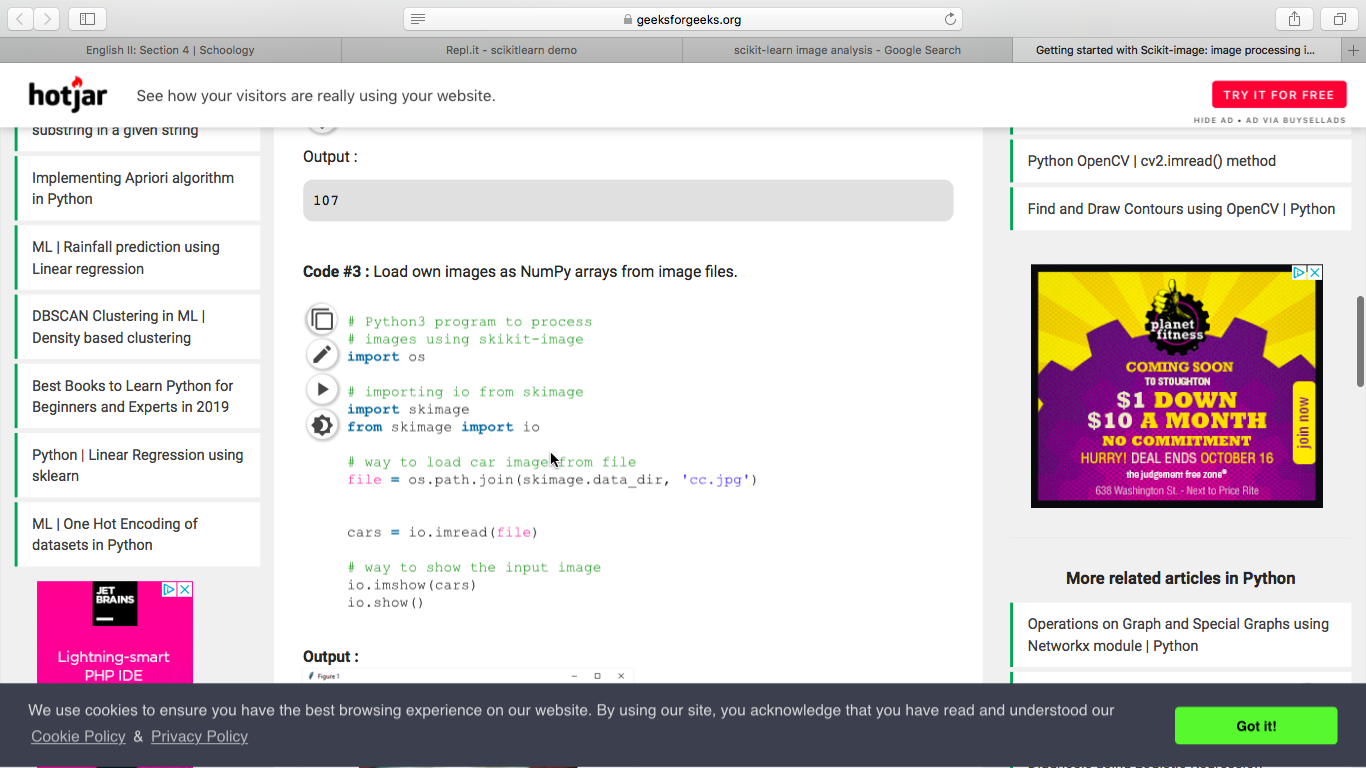 geeksforgeeks.org
English II: Section 4 | Schoology
Repl.it - scikitlearn demo
scikit-learn image analysis - Google Search
Getting started with Scikit-image: image processing i...
hotjar
See how your visitors are really using your website.
TRY IT FOR FREE
HIDE AD • AD VIA BUYSELLADS
substring in a given string
Implementing Apriori algorithm
in Python
ML | Rainfall prediction using
Linear regression
DBSCAN Clustering in ML |
Density based clustering
Best Books to Learn Python for
Beginners and Experts in 2019
Python | Linear Regression using
sklearn
ML | One Hot Encoding of
datasets in Python
JET
BRAINS
Lightning-smart
PHP IDE
Output :
107
Code #3 : Load own images as NumPy arrays from image files.
# Python3 program to process
# images using skikit-image
import os
# importing io from skimage
import skimage
from skimage import io
# way to load car image from file
file = os.path.join(skimage.data_dir, 'cc.jpg')
cars = io.imread(file)
# way to show the input image
io.imshow(cars)
io.show()
Output :
Figure 1
Python OpenCV | cv2.imread() method
Find and Draw Contours using OpenCV | Python
planet
fitness
COMING SOON
TO STOUGHTON
$1 DOWN
$10 A MONTH
NO COMMITMENT
HURRY! DEAL ENDS OCTOBER 16
the judgement free zone®
638 Washington St. - Next to Price Rite
join now
More related articles in Python
Operations on Graph and Special Graphs using
Networkx module | Python
We use cookies to ensure you have the best browsing experience on our website. By using our site, you acknowledge that you have read and understood our
Cookie Policy & Privacy Policy
Got it!